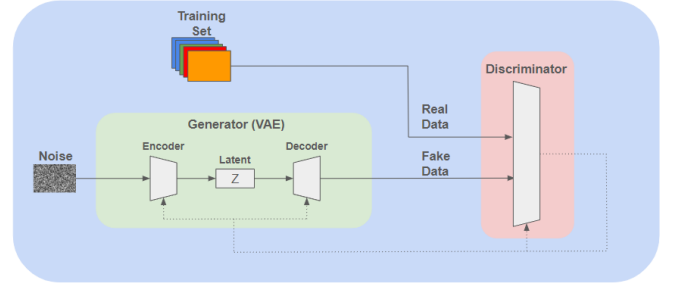 Training
Set
Discriminator
Real
Data
Generator (VAE)
Encoder
Latent
Decoder
Noise
Z
Fake
Data